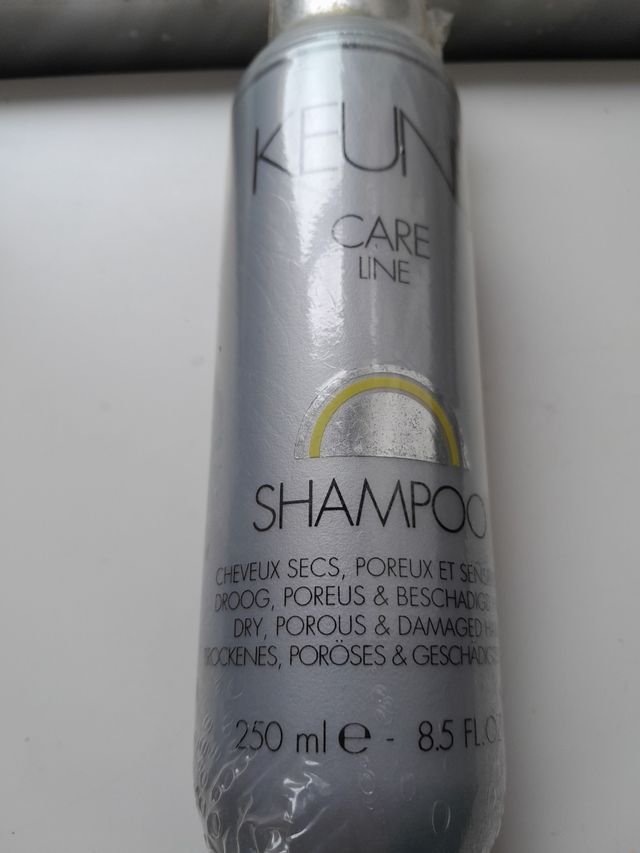 KEUN
CARE
LINE
SHAMPOO
CHEVEUX SECS, POREUX ET
DROOG, POREUS &
DRY, POROUS & DAMAGED
TROCKENES, PORÖSES &
250 ml e - 8.5 FL.